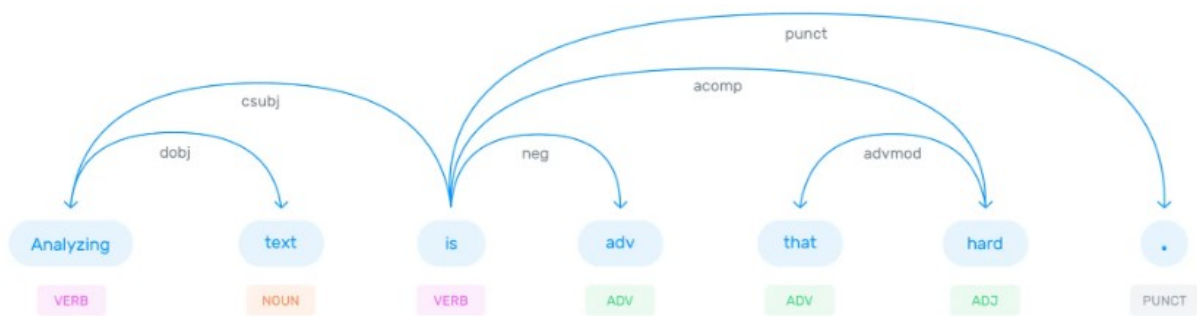 punct
acomp
csubj
dobj
neg
advmod
Analyzing text is adv that hard .
VERB NOUN VERB ADV ADV ADJ PUNCT